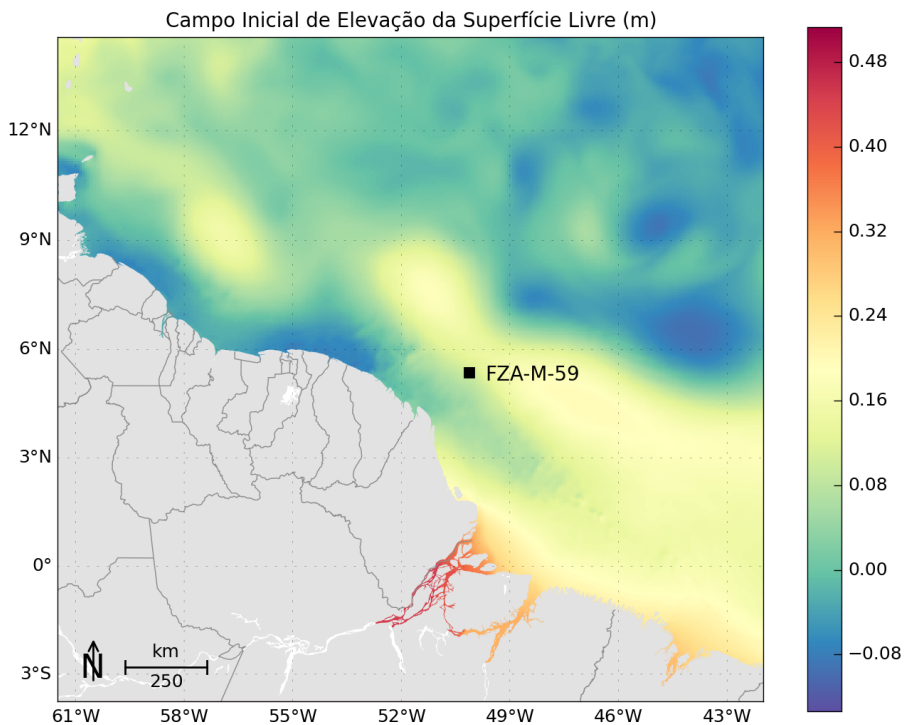 Campo Inicial de Elevação da Superfície Livre (m)
12°N
9°N
6°N
3°N
0°
3°S
FZA-M-59
N
km
250
61°W 58°W 55°W 52°W 49°W 46°W 43°W
0.48
0.40
0.32
0.24
0.16
0.08
0.00
−0.08